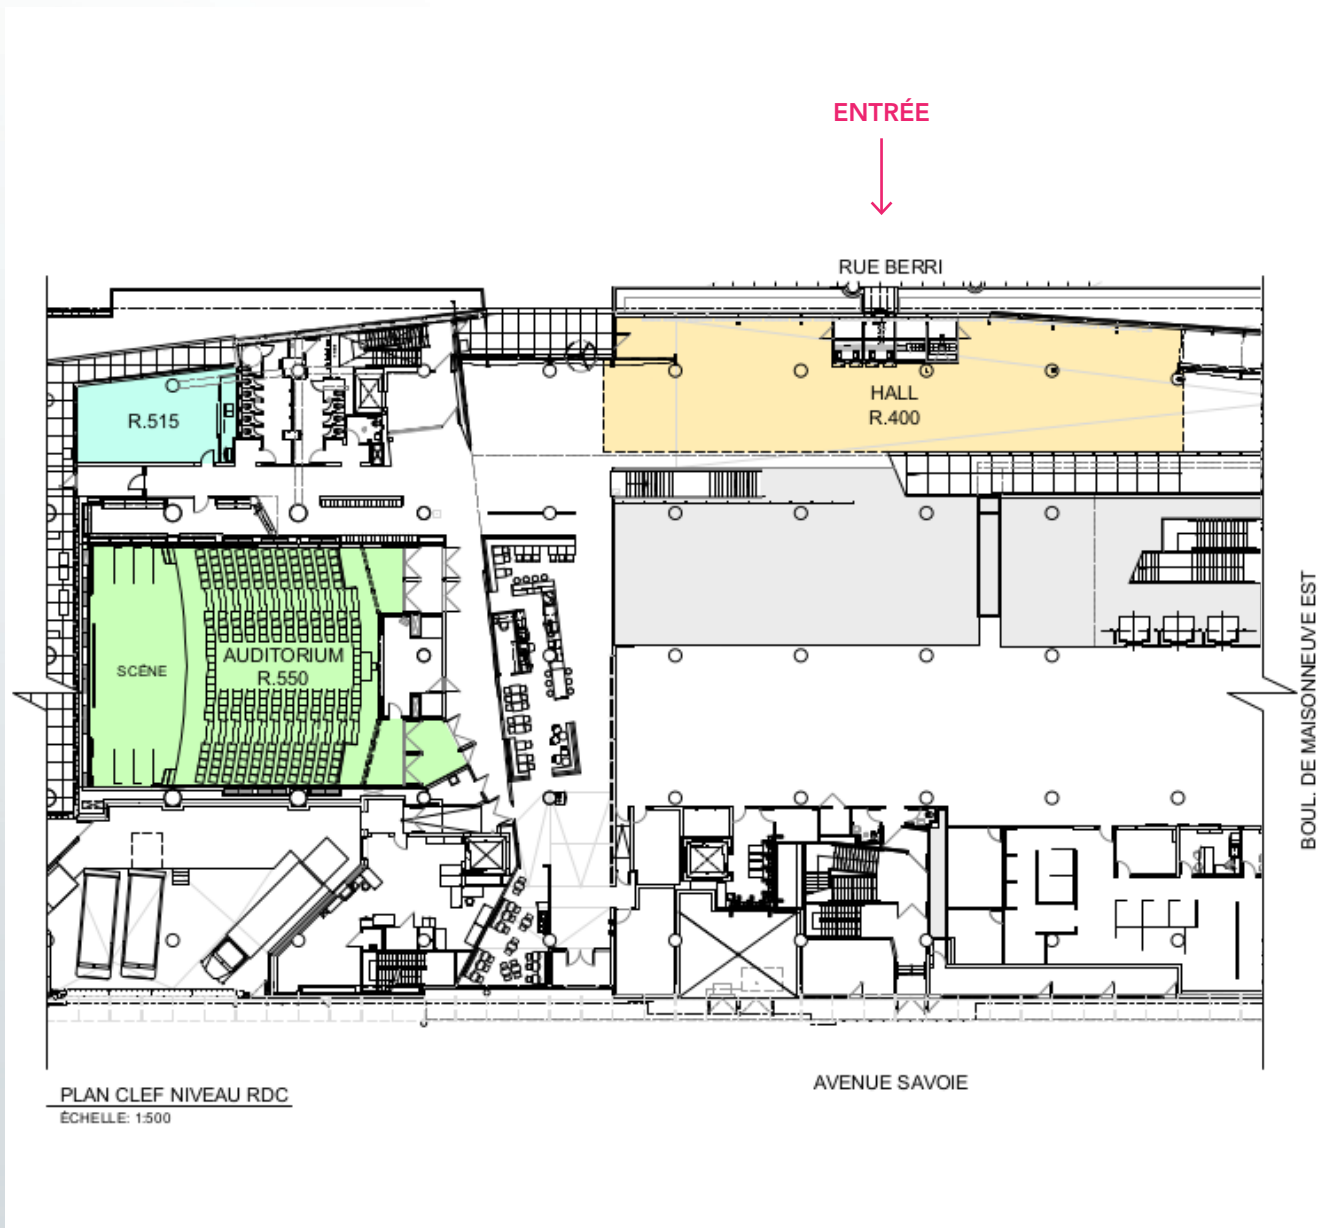 ENTRÉE
RUE BERRI
HALL
R.400
R.515
AUDITORIUM
R.550
SCÈNE
BOUL. DE MAISONNEUVE EST
AVENUE SAVOIE
PLAN CLEF NIVEAU RDC
ÉCHELLE: 1:500